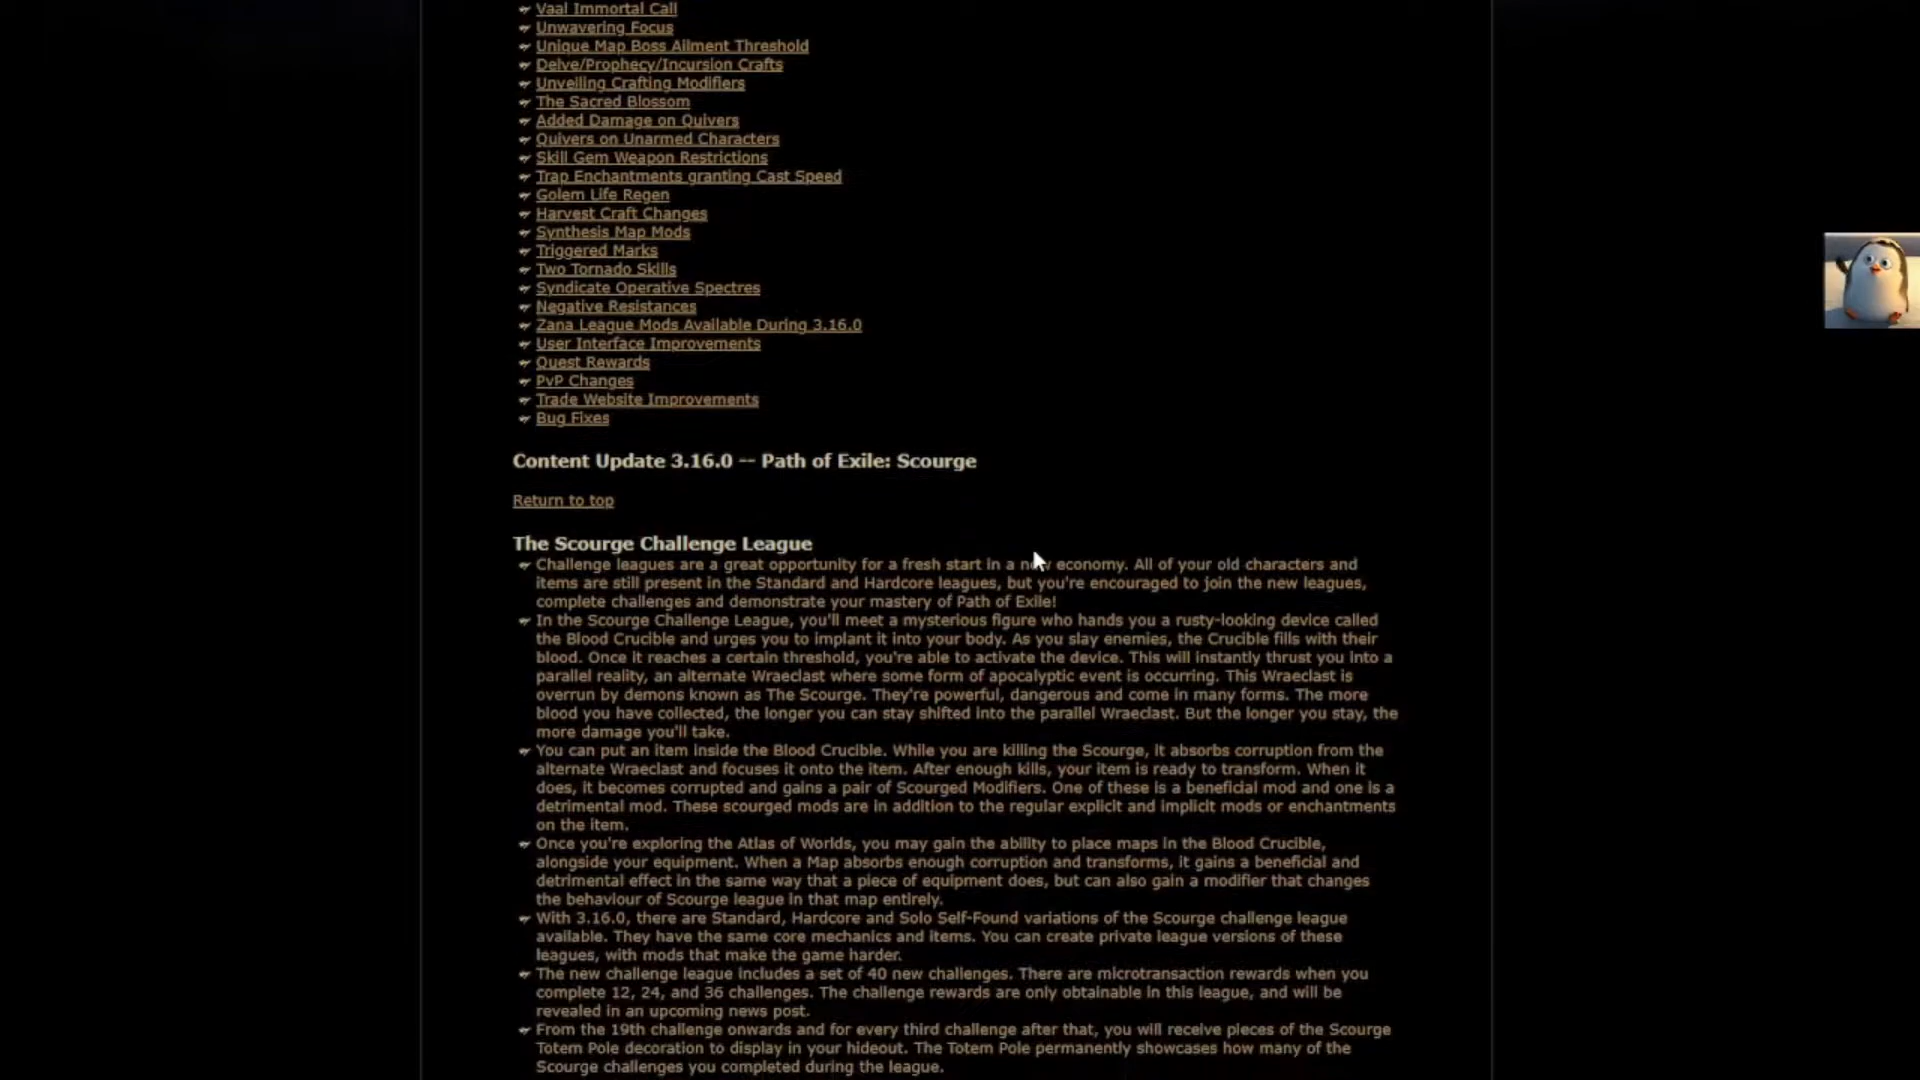 Vaal Immortal Call
Unwavering Focus
Unique Map Boss Ailment Threshold
Delve/Prophecy/Incursion Crafts
Unveiling Crafting Modifiers
The Sacred Blossom
Added Damage on Quivers
Quivers on Unarmed Characters
Skill Gem Weapon Restrictions
Trap Enchantments granting Cast Speed
Golem Life Regen
Harvest Craft Changes
Synthesis Map Mods
Triggered Marks
Two Tornado Skills
Syndicate Operative Spectres
Negative Resistances
Zana League Mods Available During 3.16.0
User Interface Improvements
Quest Rewards
PvP Changes
Trade Website Improvements
Bug Fixes
Content Update 3.16.0 -- Path of Exile: Scourge
Return to top
The Scourge Challenge League
Challenge leagues are a great opportunity for a fresh start in a new economy. All of your old characters and
items are still present in the Standard and Hardcore leagues, but you're encouraged to join the new leagues,
complete challenges and demonstrate your mastery of Path of Exile!
In the Scourge Challenge League, you'll meet a mysterious figure who hands you a rusty-looking device called
the Blood Crucible and urges you to implant it into your body. As you slay enemies, the Crucible fills with their
blood. Once it reaches a certain threshold, you're able to activate the device. This will instantly thrust you into a
parallel reality, an alternate Wraeclast where some form of apocalyptic event is occurring. This Wraeclast is
overrun by demons known as The Scourge. They're powerful, dangerous and come in many forms. The more
blood you have collected, the longer you can stay shifted into the parallel Wraeclast. But the longer you stay, the
more damage you'll take.
You can put an item inside the Blood Crucible. While you are killing the Scourge, it absorbs corruption from the
alternate Wraeclast and focuses it onto the item. After enough kills, your item is ready to transform. When it
does, it becomes corrupted and gains a pair of Scourged Modifiers. One of these is a beneficial mod and one is a
detrimental mod. These scourged mods are in addition to the regular explicit and implicit mods or enchantments
on the item.
Once you're exploring the Atlas of Worlds, you may gain the ability to place maps in the Blood Crucible,
alongside your equipment. When a Map absorbs enough corruption and transforms, it gains a beneficial and
detrimental effect in the same way that a piece of equipment does, but can also gain a modifier that changes
the behaviour of Scourge league in that map entirely.
With 3.16.0, there are Standard, Hardcore and Solo Self-Found variations of the Scourge challenge league
available. They have the same core mechanics and items. You can create private league versions of these
leagues, with mods that make the game harder.
The new challenge league includes a set of 40 new challenges. There are microtransaction rewards when you
complete 12, 24, and 36 challenges. The challenge rewards are only obtainable in this league, and will be
revealed in an upcoming news post.
From the 19th challenge onwards and for every third challenge after that, you will receive pieces of the Scourge
Totem Pole decoration to display in your hideout. The Totem Pole permanently showcases how many of the
Scourge challenges you completed during the league.